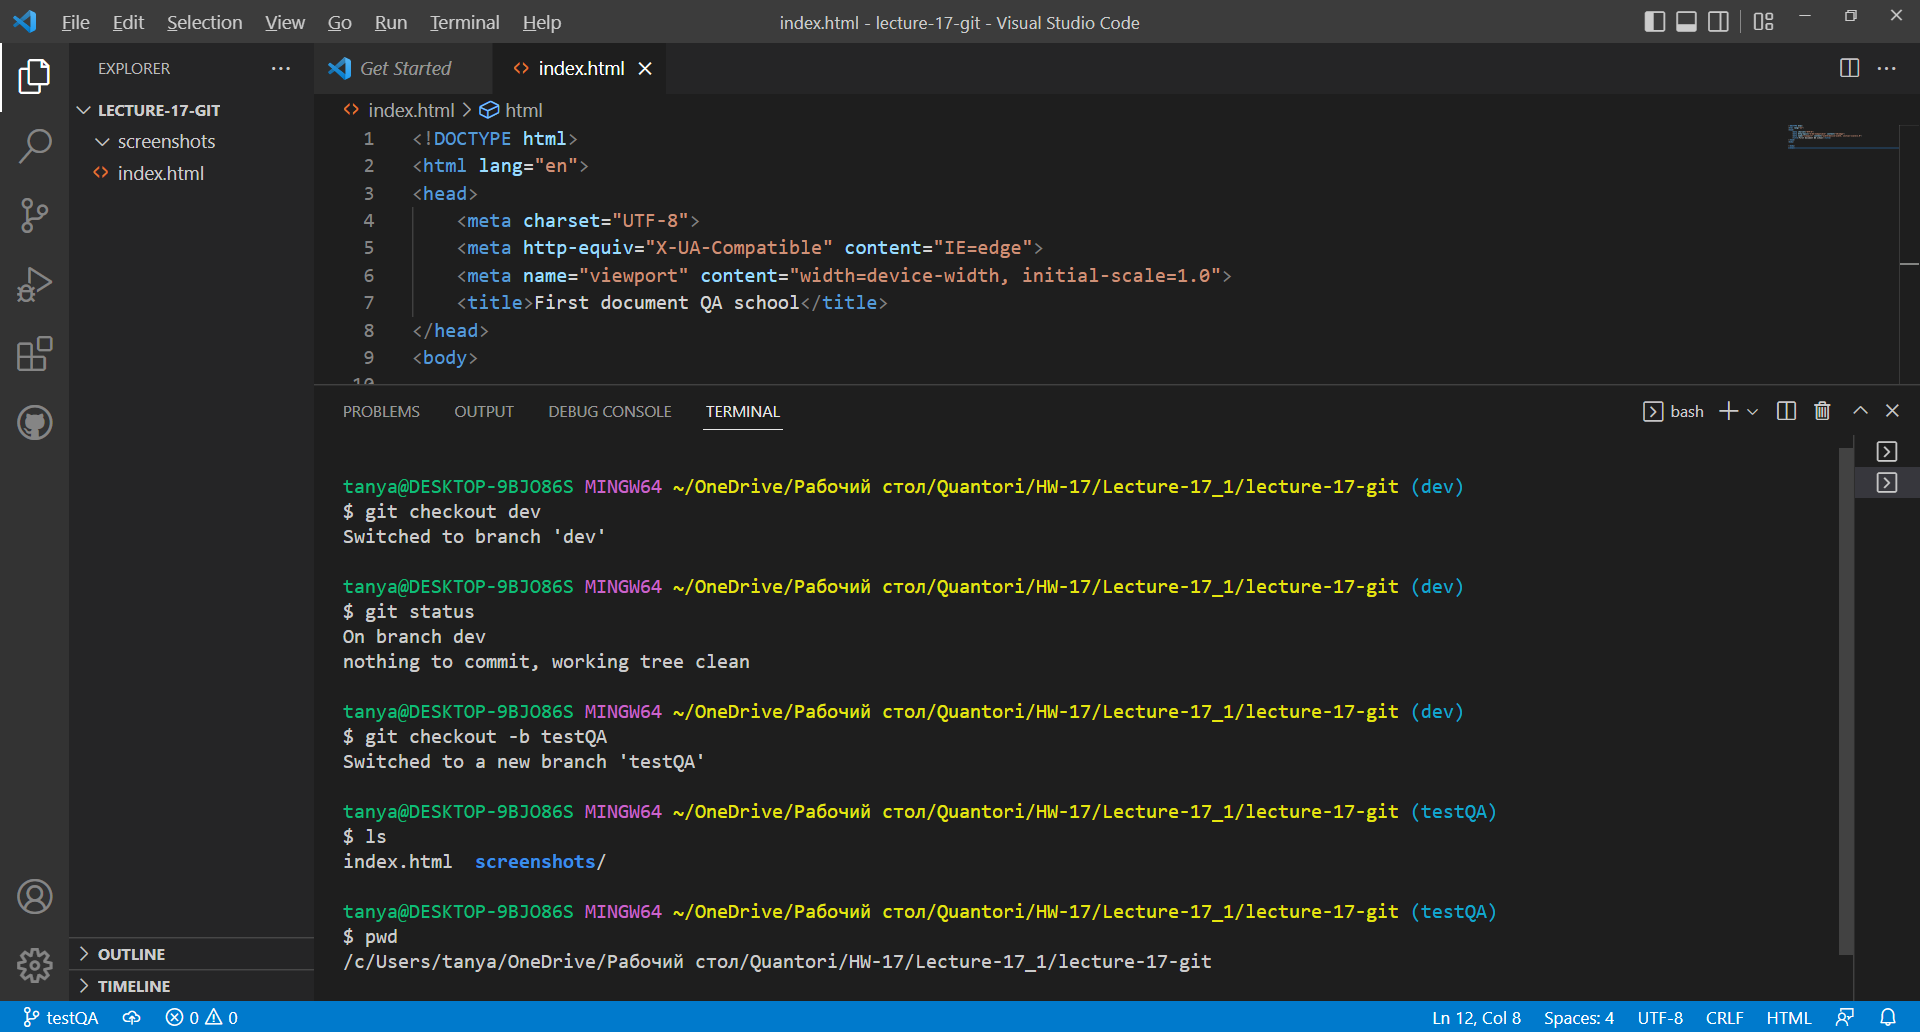 File Edit Selection View Go Run Terminal Help
index.html - lecture-17-git - Visual Studio Code
EXPLORER
LECTURE-17-GIT
screenshots
index.html
OUTLINE
TIMELINE
Get Started
index.html
index.html > html
1 <!DOCTYPE html>
2 <html lang="en">
3 <head>
4 <meta charset="UTF-8">
5 <meta http-equiv="X-UA-Compatible" content="IE=edge">
6 <meta name="viewport" content="width=device-width, initial-scale=1.0">
7 <title>First document QA school</title>
8 </head>
9 <body>
10
PROBLEMS OUTPUT DEBUG CONSOLE TERMINAL
bash
tanya@DESKTOP-9BJO86S MINGW64 ~/OneDrive/Рабочий стол/Quantori/HW-17/Lecture-17_1/lecture-17-git (dev)
$ git checkout dev
Switched to branch 'dev'
tanya@DESKTOP-9BJO86S MINGW64 ~/OneDrive/Рабочий стол/Quantori/HW-17/Lecture-17_1/lecture-17-git (dev)
$ git status
On branch dev
nothing to commit, working tree clean
tanya@DESKTOP-9BJO86S MINGW64 ~/OneDrive/Рабочий стол/Quantori/HW-17/Lecture-17_1/lecture-17-git (dev)
$ git checkout -b testQA
Switched to a new branch 'testQA'
tanya@DESKTOP-9BJO86S MINGW64 ~/OneDrive/Рабочий стол/Quantori/HW-17/Lecture-17_1/lecture-17-git (testQA)
$ ls
index.html screenshots/
tanya@DESKTOP-9BJO86S MINGW64 ~/OneDrive/Рабочий стол/Quantori/HW-17/Lecture-17_1/lecture-17-git (testQA)
$ pwd
/c/Users/tanya/OneDrive/Рабочий стол/Quantori/HW-17/Lecture-17_1/lecture-17-git
testQA 0 0
Ln 12, Col 8 Spaces: 4 UTF-8 CRLF HTML